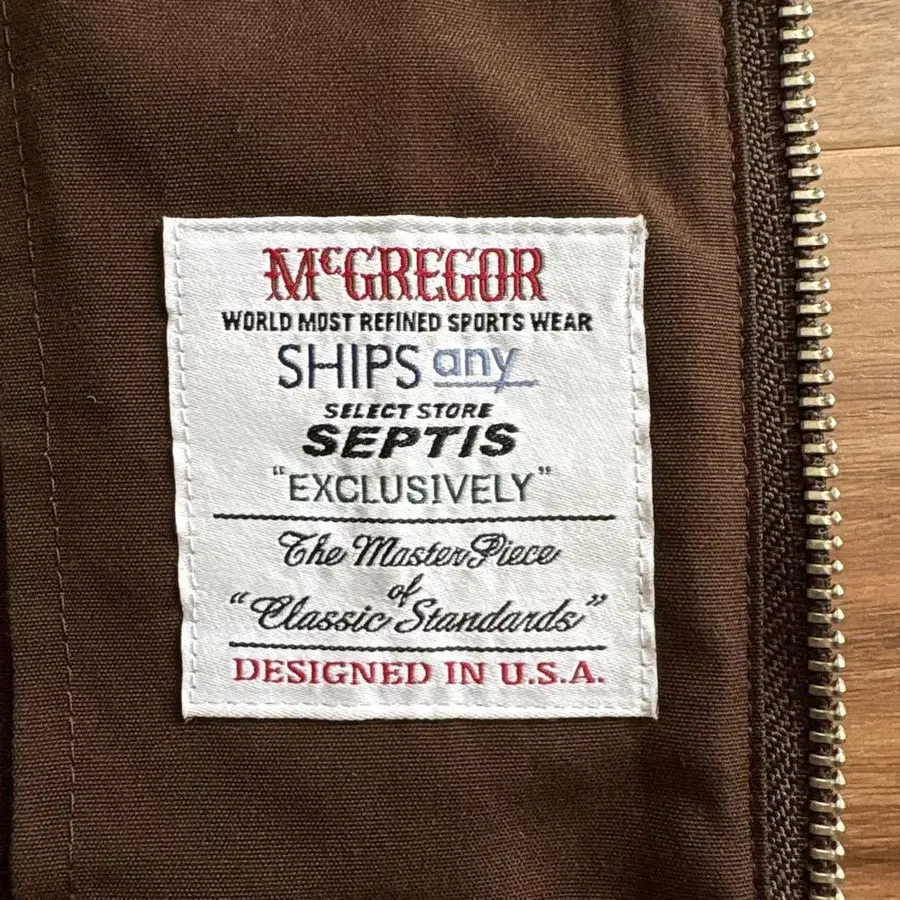 McGREGOR
WORLD MOST REFINED SPORTS WEAR
SHIPS any
SELECT STORE
SEPTIS
"EXCLUSIVELY"
The MasterPiece
of
"Classic Standards"
DESIGNED IN U.S.A.